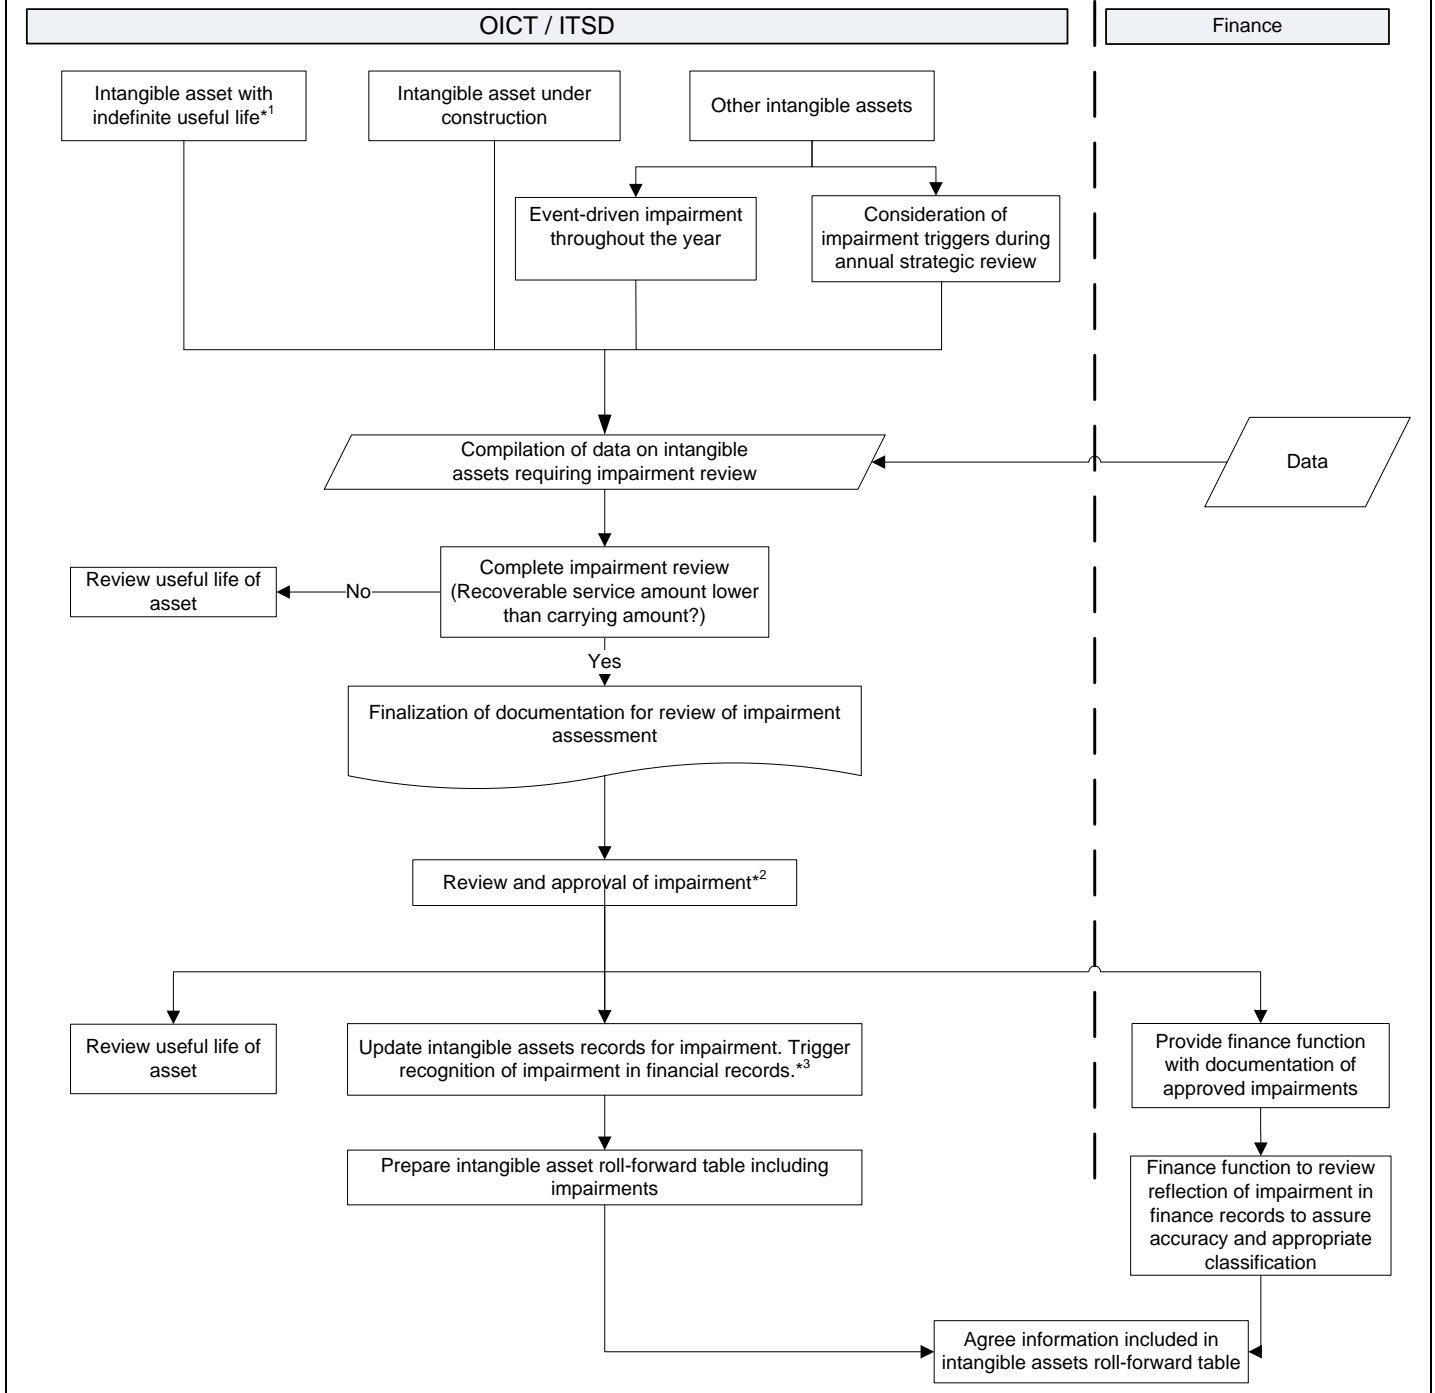 OICT / ITSD
Finance
Intangible asset with
indefinite useful life*1
Intangible asset under
construction
Other intangible assets
Event-driven impairment
throughout the year
Consideration of
impairment triggers during
annual strategic review
Compilation of data on intangible
assets requiring impairment review
Data
Complete impairment review
(Recoverable service amount lower
than carrying amount?)
No
Review useful life of
asset
Yes
Finalization of documentation for review of impairment
assessment
Review and approval of impairment*2
Review useful life of
asset
Update intangible assets records for impairment. Trigger
recognition of impairment in financial records.*3
Provide finance function
with documentation of
approved impairments
Prepare intangible asset roll-forward table including
impairments
Finance function to review
reflection of impairment in
finance records to assure
accuracy and appropriate
classification
Agree information included in
intangible assets roll-forward table